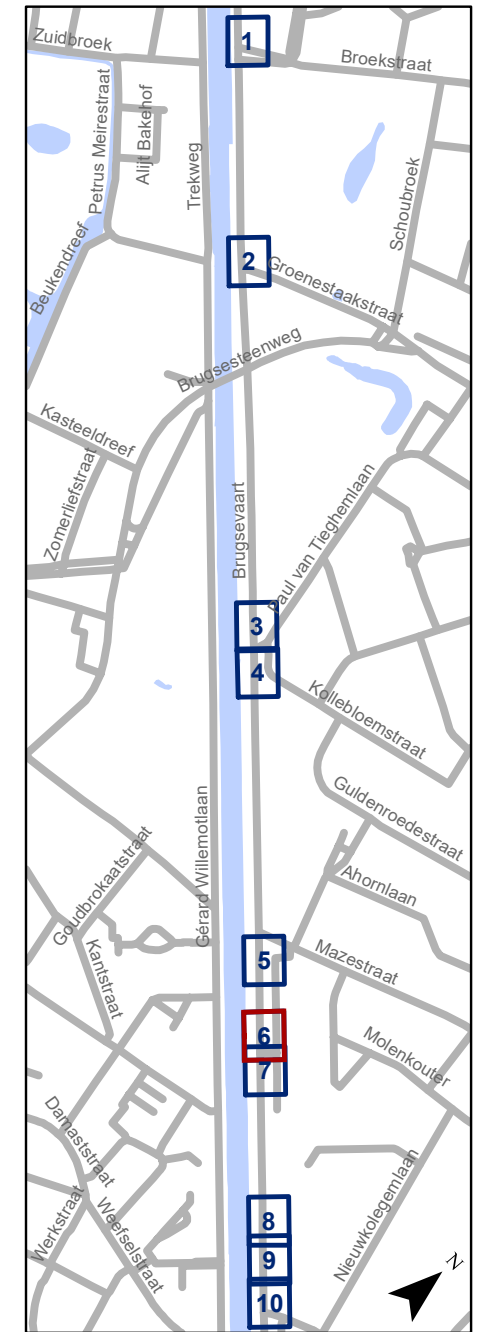 1
Zuidbroek
Broekstraat
Petrus Meirestraat
Alijt Bakehof
Trekweg
Schoubroek
Beukendreef
2
Groenestaakstraat
Brugsesteenweg
Kasteeldreef
Zomerliefstraat
Brugsevaart
Paul van Tieghemlaan
3
4
Kollebloemstraat
Guldenroedestraat
Gérard Willemotlaan
Goudbrokaatstraat
Ahornlaan
Kantstraat
5
Mazestraat
6
Molenkouter
7
Damaststraat
Nieuwkolegemlaan
Werkstraat
Weefselstraat
8
9
10
N